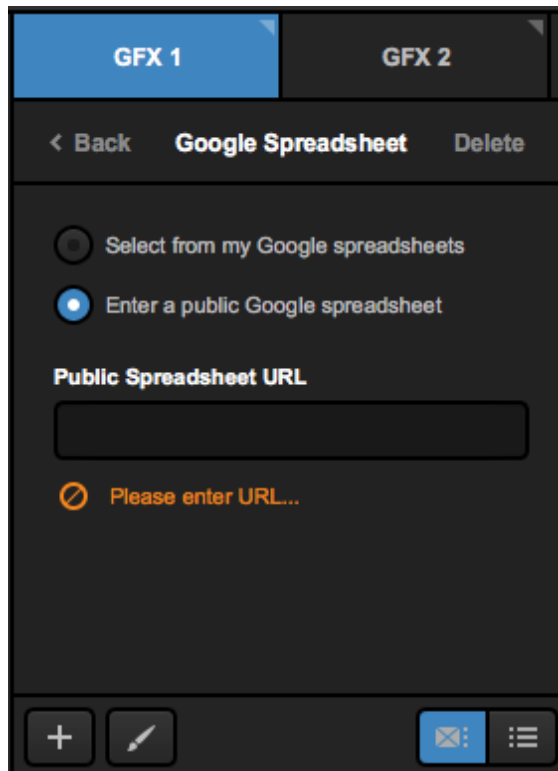 GFX 1 GFX 2
< Back Google Spreadsheet Delete
Select from my Google spreadsheets
Enter a public Google spreadsheet
Public Spreadsheet URL
Please enter URL...